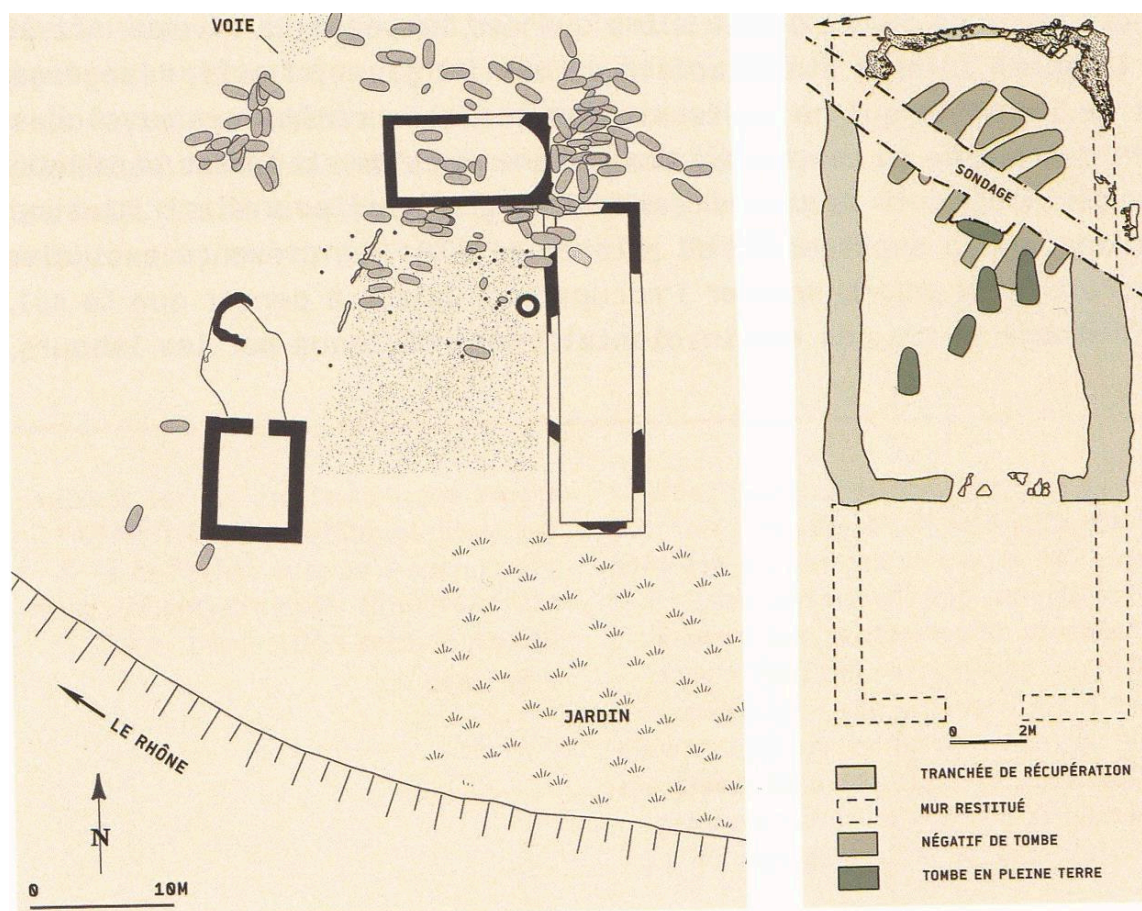 VOIE
LE RHÔNE
JARDIN
N
0 10M
N
SONDAGE
0 2M
TRANCHÉE DE RÉCUPÉRATION
MUR RESTITUÉ
NÉGATIF DE TOMBE
TOMBE EN PLEINE TERRE